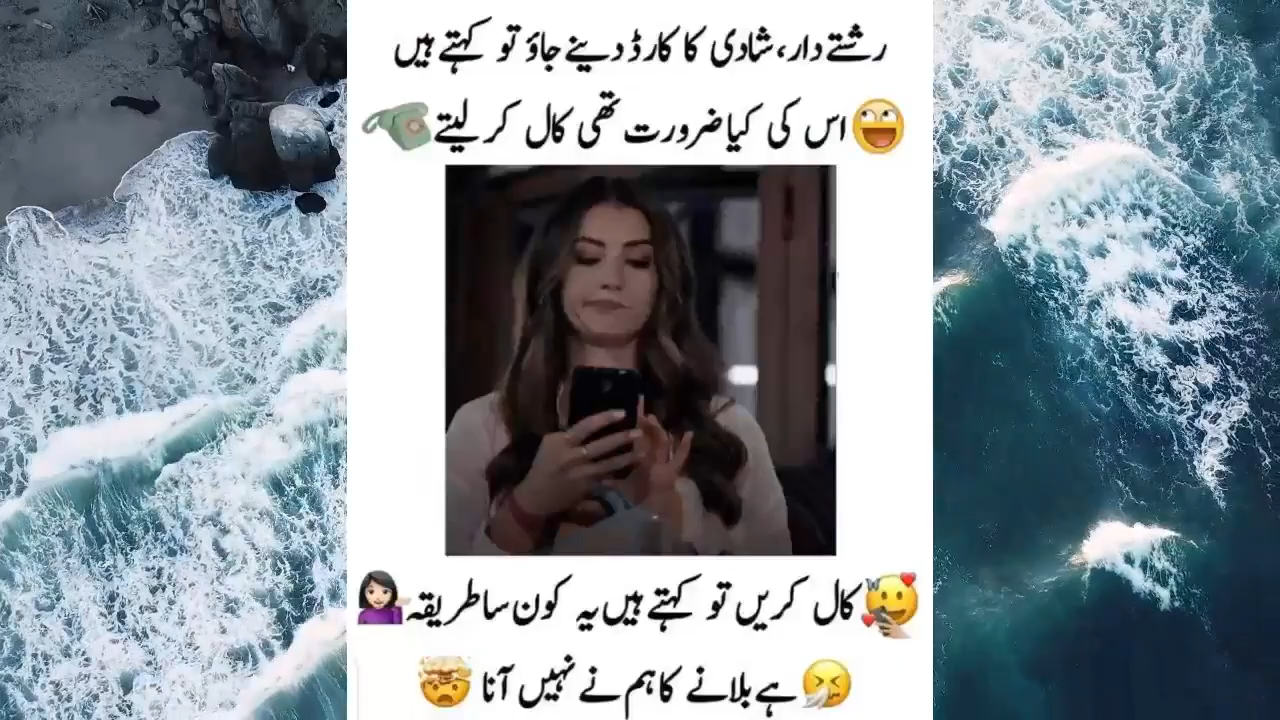 رشتے دار، شادی کا کارڈ دینے جاؤ تو کہتے ہیں
😀اس کی کیا ضرورت تھی کال کر لیتے☎
🥰کال کریں تو کہتے ہیں یہ کون سا طریقہ💁🏻‍♀️
🤧ہے بلانے کا ہم نے نہیں آنا🤯